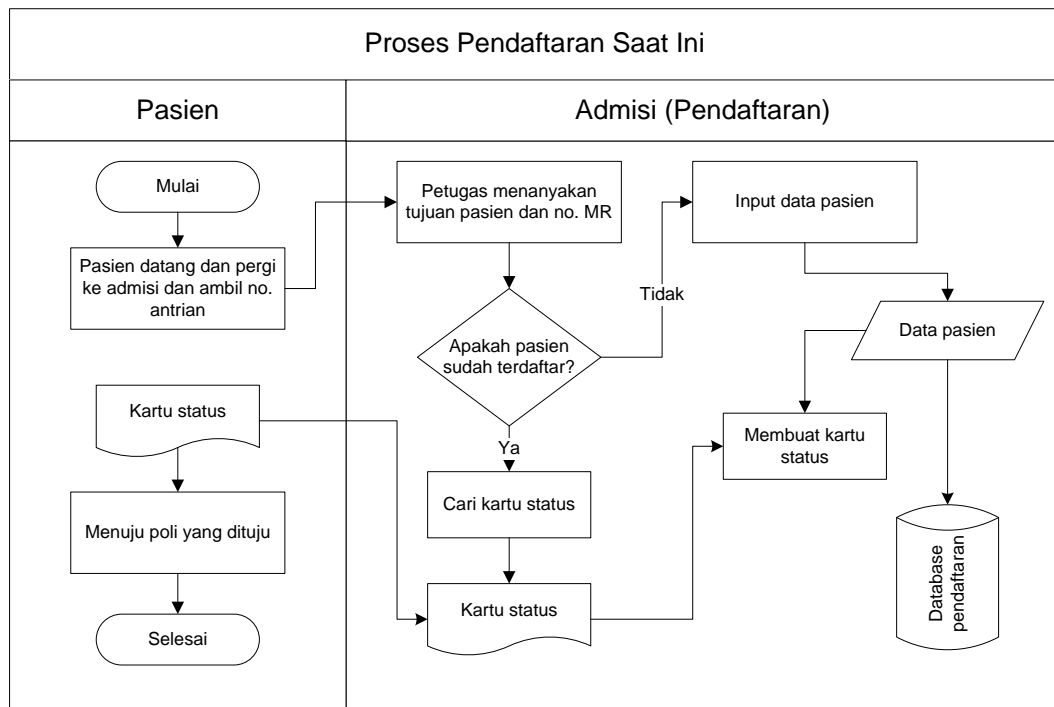 Proses Pendaftaran Saat Ini
Pasien
Admisi (Pendaftaran)
Mulai
Pasien datang dan pergi
ke admisi dan ambil no.
antrian
Kartu status
Menuju poli yang dituju
Selesai
Petugas menanyakan
tujuan pasien dan no. MR
Apakah pasien
sudah terdaftar?
Tidak
Ya
Cari kartu status
Kartu status
Input data pasien
Data pasien
Membuat kartu
status
Database
pendaftaran